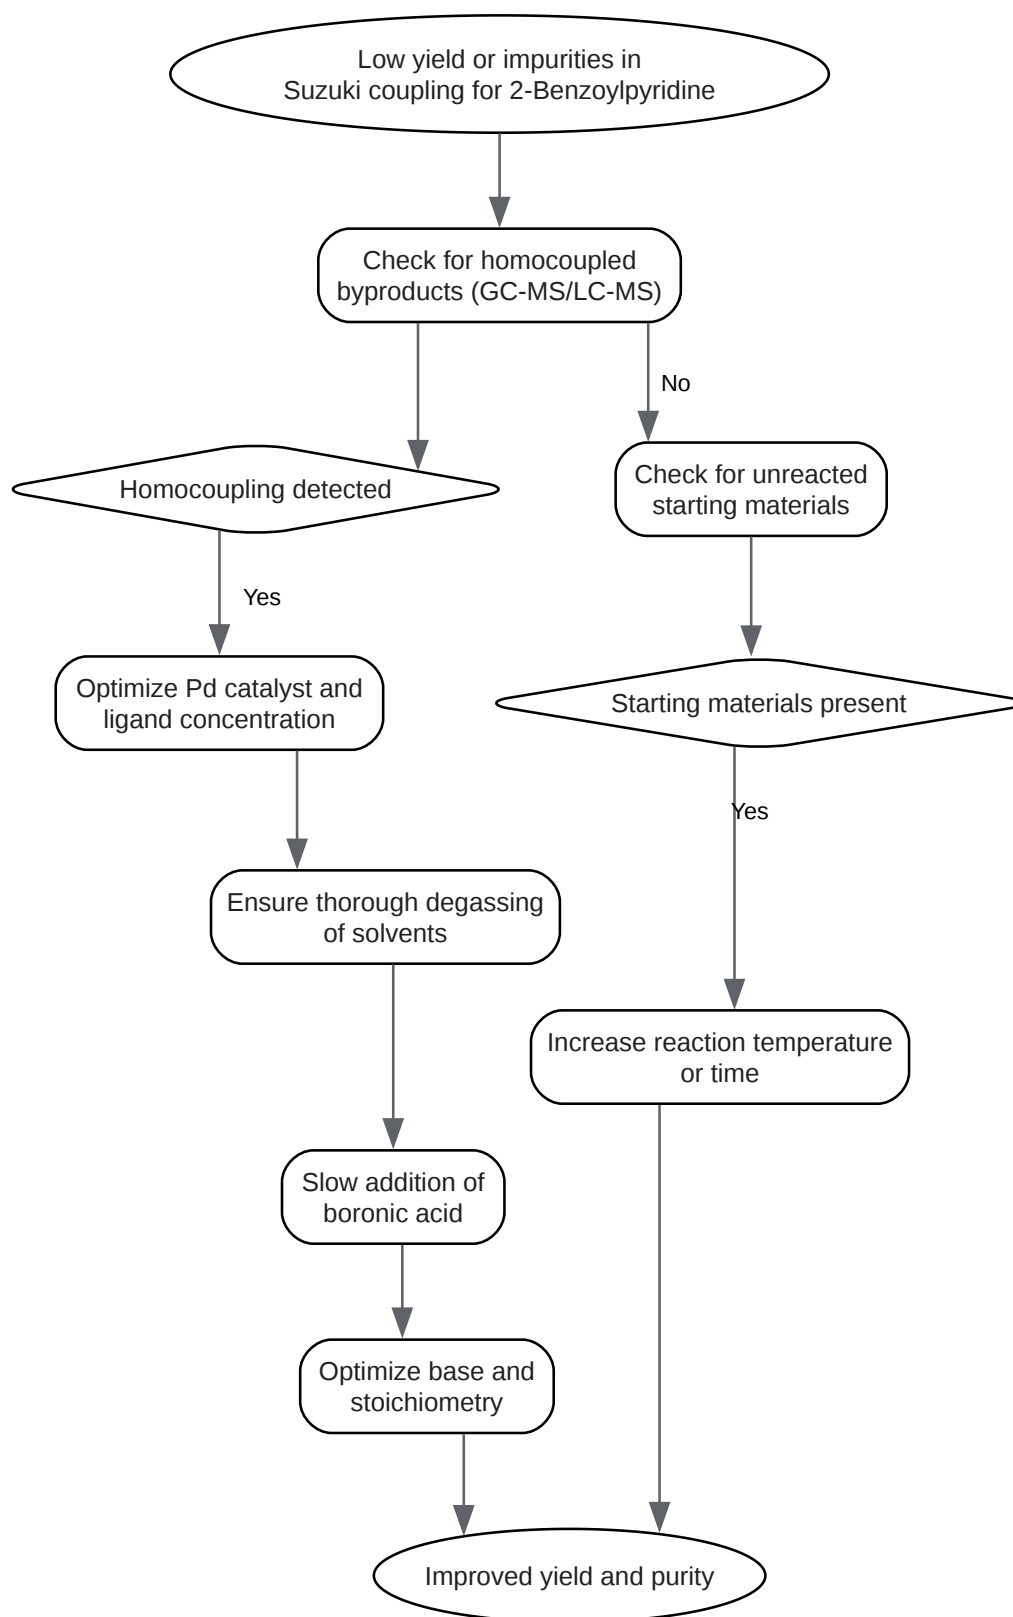 Low yield or impurities in
Suzuki coupling for 2-Benzoylpyridine
Check for homocoupled
byproducts (GC-MS/LC-MS)
No
Homocoupling detected
Check for unreacted
starting materials
Yes
Optimize Pd catalyst and
ligand concentration
Starting materials present
Yes
Ensure thorough degassing
of solvents
Increase reaction temperature
or time
Slow addition of
boronic acid
Optimize base and
stoichiometry
Improved yield and purity